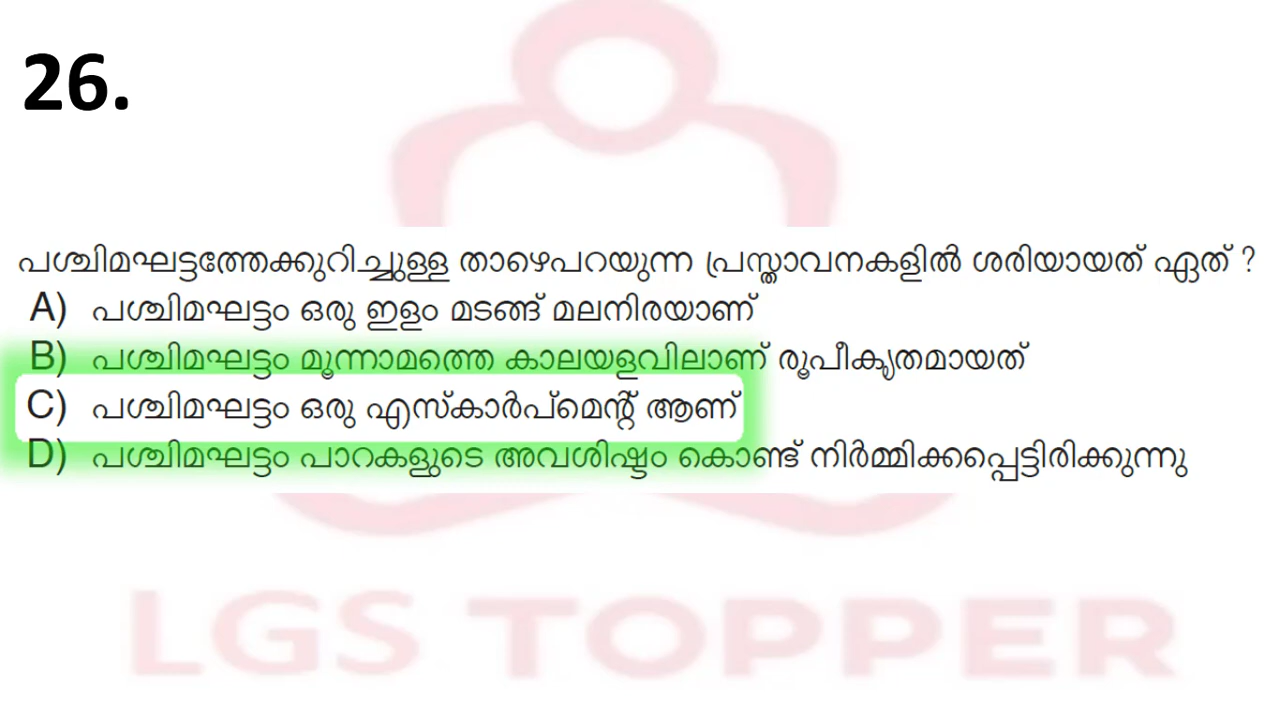 26.
പശ്ചിമഘട്ടത്തേക്കുറിച്ചുള്ള താഴെപറയുന്ന പ്രസ്താവനകളിൽ ശരിയായത് ഏത് ?
A) പശ്ചിമഘട്ടം ഒരു ഇളം മടങ്ങ് മലനിരയാണ്
B) പശ്ചിമഘട്ടം മൂന്നാമത്തെ കാലയളവിലാണ് രൂപീകൃതമായത്
C) പശ്ചിമഘട്ടം ഒരു എസ്കാർപ്മെന്റ് ആണ്
D) പശ്ചിമഘട്ടം പാറകളുടെ അവശിഷ്ടം കൊണ്ട് നിർമ്മിക്കപ്പെട്ടിരിക്കുന്നു
LGS TOPPER